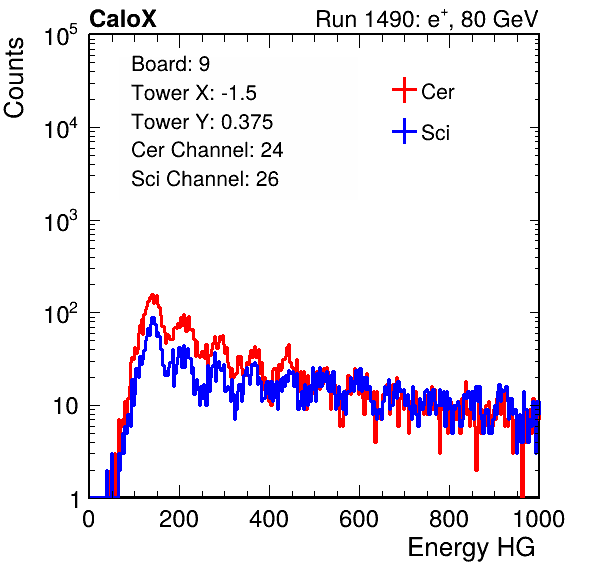 CaloX Run 1490: e⁺, 80 GeV
Counts
10⁵
10⁴
10³
10²
10
1
Board: 9
Tower X: -1.5
Tower Y: 0.375
Cer Channel: 24
Sci Channel: 26
Cer
Sci
0 200 400 600 800 1000
Energy HG